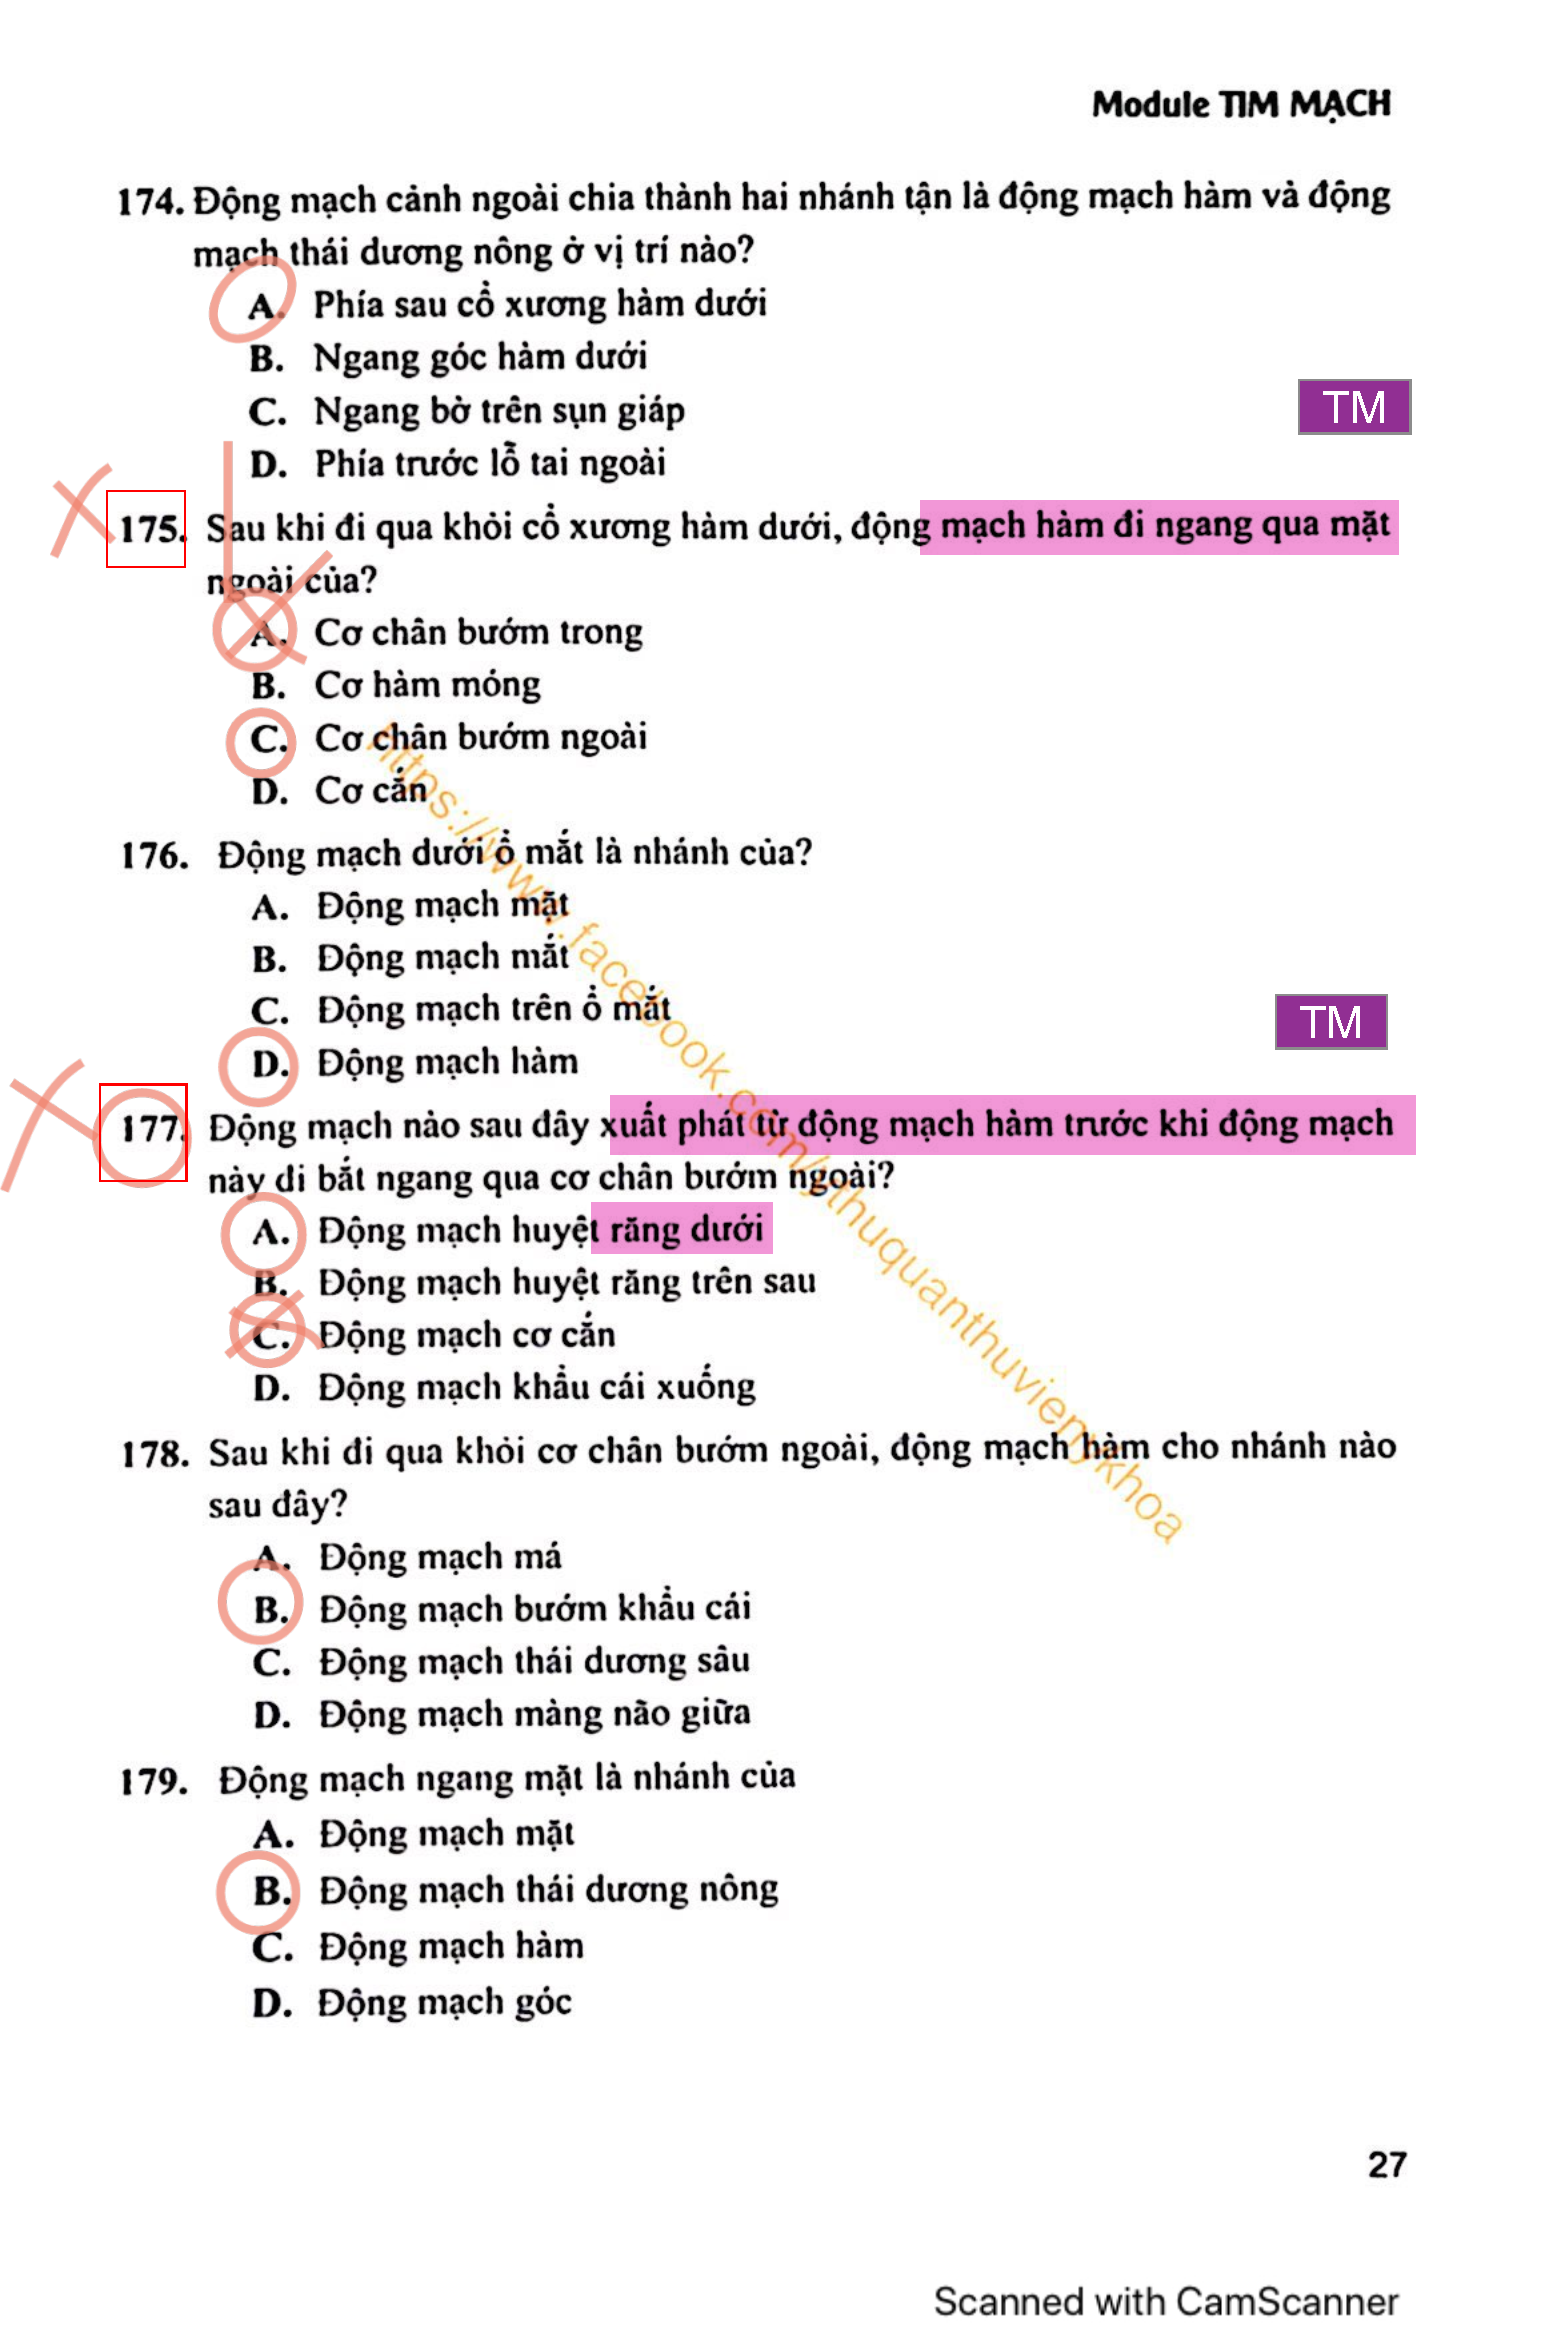 Module TIM MẠCH
174. Động mạch cảnh ngoài chia thành hai nhánh tận là động mạch hàm và động
mạch thái dương nông ở vị trí nào?
A. Phía sau cổ xương hàm dưới
B. Ngang góc hàm dưới
C. Ngang bờ trên sụn giáp
TM
D. Phía trước lỗ tai ngoài
175. Sau khi đi qua khỏi cổ xương hàm dưới, động mạch hàm đi ngang qua mặt
ngoài của?
A. Cơ chân bướm trong
B. Cơ hàm móng
C. Cơ chân bướm ngoài
D. Cơ cắn
176. Động mạch dưới ổ mắt là nhánh của?
A. Động mạch mặt
B. Động mạch mắt
C. Động mạch trên ổ mắt
TM
D. Động mạch hàm
177. Động mạch nào sau đây xuất phát từ động mạch hàm trước khi động mạch
này đi bắt ngang qua cơ chân bướm ngoài?
A. Động mạch huyệt răng dưới
B. Động mạch huyệt răng trên sau
C. Động mạch cơ cắn
D. Động mạch khẩu cái xuống
178. Sau khi đi qua khỏi cơ chân bướm ngoài, động mạch hàm cho nhánh nào
sau đây?
A. Động mạch má
B. Động mạch bướm khẩu cái
C. Động mạch thái dương sâu
D. Động mạch màng não giữa
179. Động mạch ngang mặt là nhánh của
A. Động mạch mặt
B. Động mạch thái dương nông
C. Động mạch hàm
D. Động mạch góc
https://www.facebook.com/ythuquanthuvienykhoa
27
Scanned with CamScanner